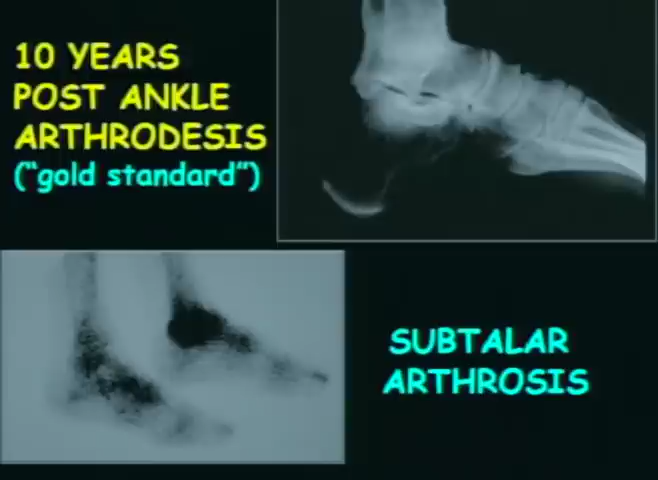 10 YEARS
POST ANKLE
ARTHRODESIS
("gold standard")
SUBTALAR
ARTHROSIS